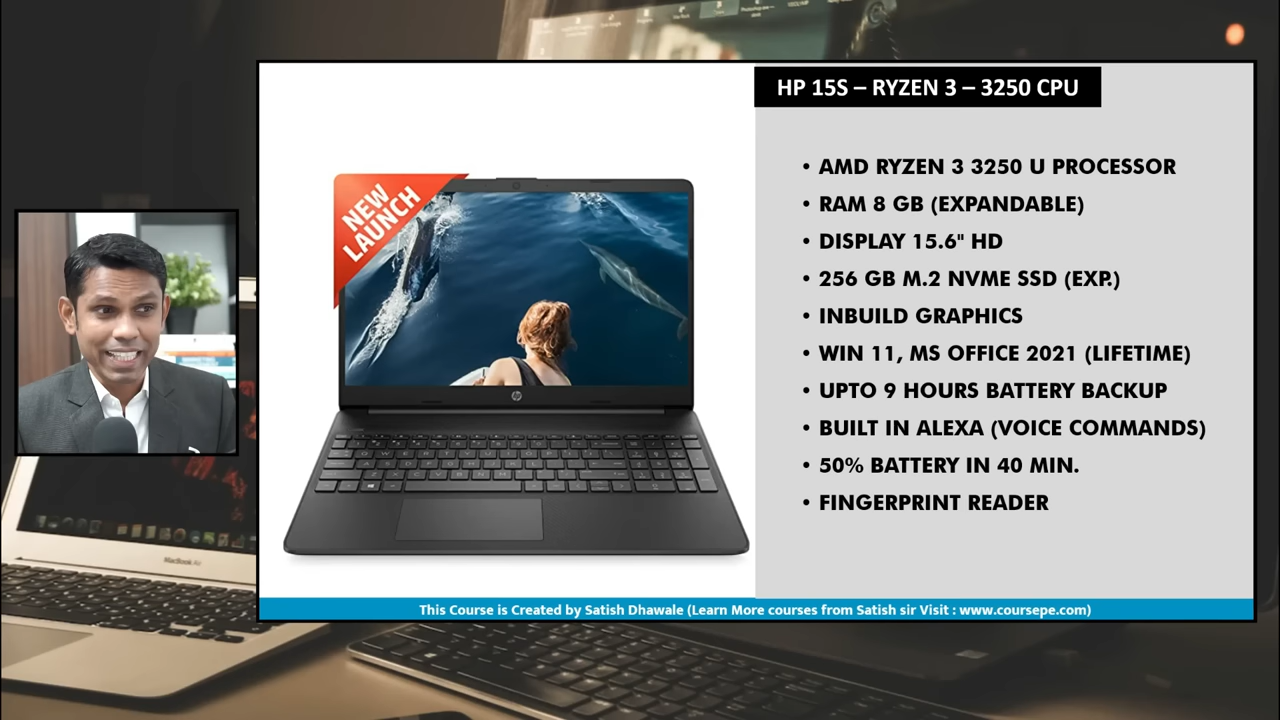 HP 15S – RYZEN 3 – 3250 CPU
NEW
LAUNCH
• AMD RYZEN 3 3250 U PROCESSOR
• RAM 8 GB (EXPANDABLE)
• DISPLAY 15.6" HD
• 256 GB M.2 NVME SSD (EXP.)
• INBUILD GRAPHICS
• WIN 11, MS OFFICE 2021 (LIFETIME)
• UPTO 9 HOURS BATTERY BACKUP
• BUILT IN ALEXA (VOICE COMMANDS)
• 50% BATTERY IN 40 MIN.
• FINGERPRINT READER
hp
MacBook Air
This Course is Created by Satish Dhawale (Learn More courses from Satish sir Visit : www.coursepe.com)